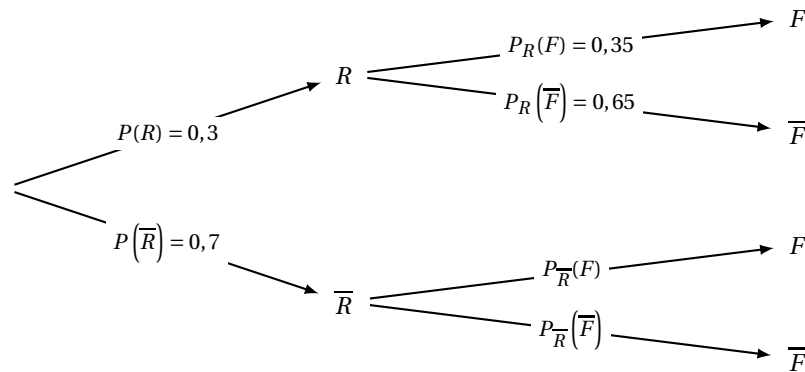 F
P_R(F) = 0,35
R
P_R(F̅) = 0,65
P(R) = 0,3
F̅
P(R̅) = 0,7
F
P_R̅(F)
R̅
P_R̅(F̅)
F̅